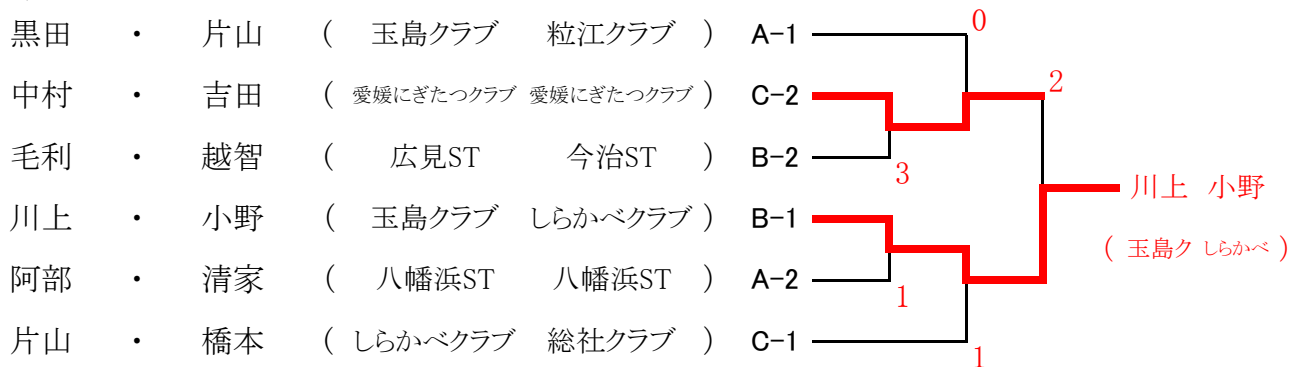 0
黒田 ・ 片山 ( 玉島クラブ 粒江クラブ ) A-1
2
中村 ・ 吉田 ( 愛媛にぎたつクラブ 愛媛にぎたつクラブ ) C-2
毛利 ・ 越智 ( 広見ST 今治ST ) B-2
3
川上 小野
川上 ・ 小野 ( 玉島クラブ しらかべクラブ ) B-1
( 玉島ク しらかべ )
阿部 ・ 清家 ( 八幡浜ST 八幡浜ST ) A-2
1
片山 ・ 橋本 ( しらかべクラブ 総社クラブ ) C-1
1